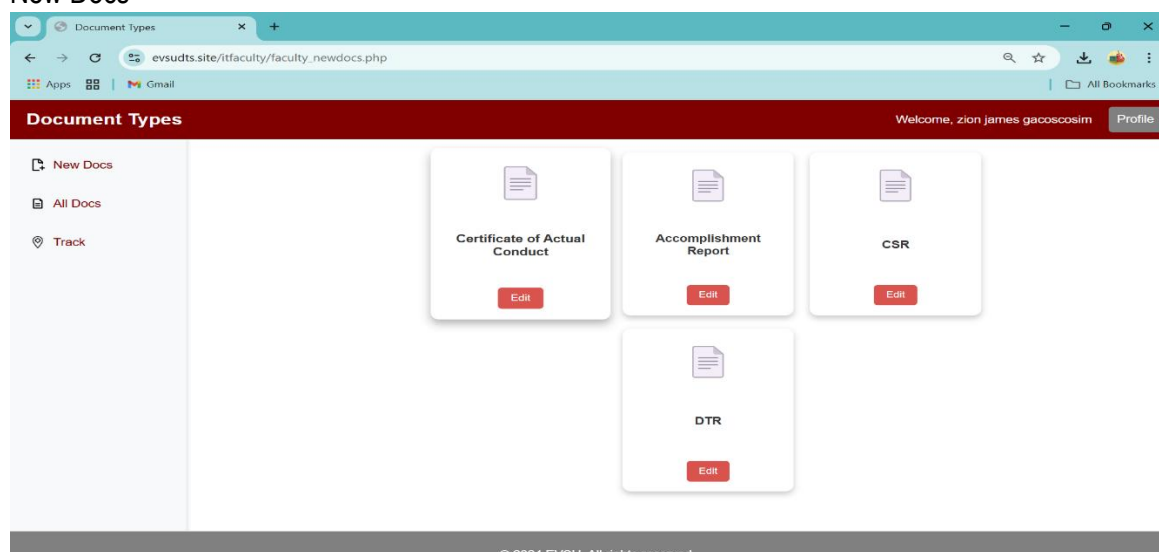 New Docs
Document Types
evsudts.site/itfaculty/faculty_newdocs.php
Apps
Gmail
All Bookmarks
Document Types
Welcome, zion james gacoscosim
Profile
New Docs
All Docs
Track
Certificate of Actual
Conduct
Edit
Accomplishment
Report
Edit
CSR
Edit
DTR
Edit